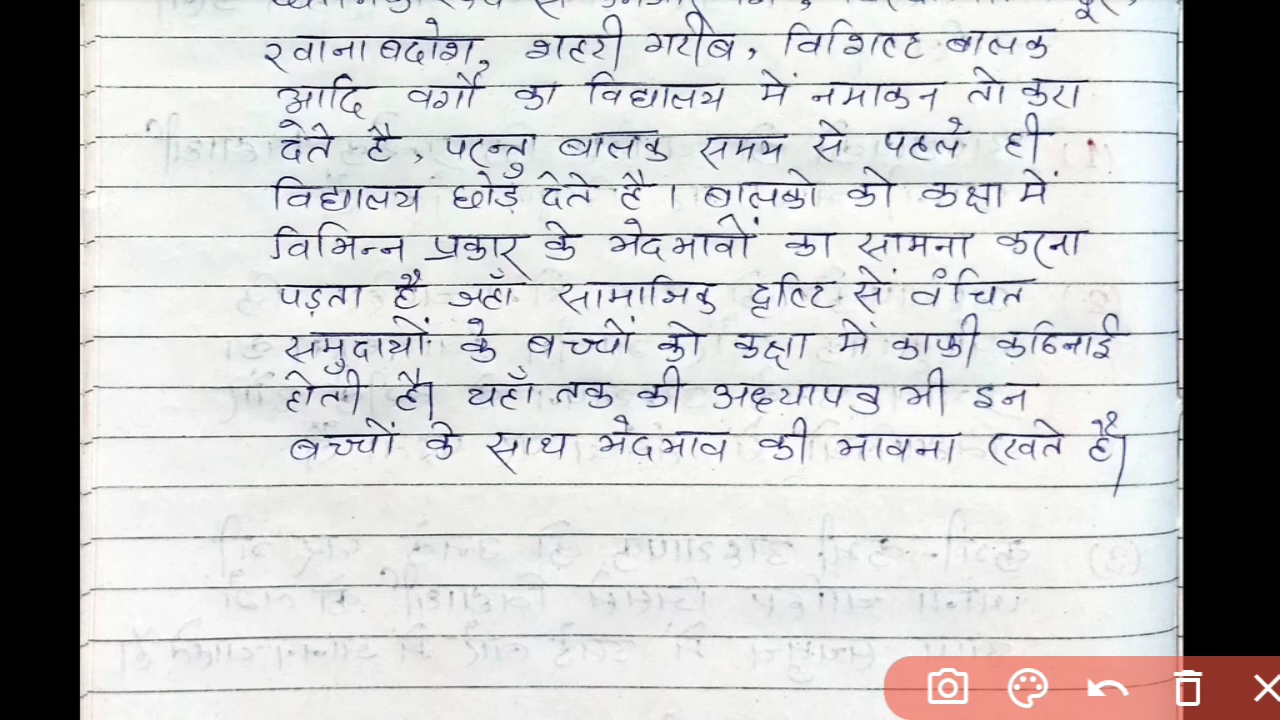 रवानाबदोश, शहरी गरीब, विशिष्ट बालक
आदि वर्गों का विद्यालय में नमाकन तो करा
देते है, परन्तु बालक समय से पहले ही
विद्यालय छोड़ देते है। बालको को कक्षा में
विभिन्न प्रकार के भेदभावों का सामना करना
पड़ता है जहाँ सामाजिक दृष्टि से वंचित
समुदायों के बच्चों को कक्षा में काफी कठिनाई
होती है। यहाँ तक की अध्यापक भी इन
बच्चों के साथ भेदभाव की भावना रखते है।